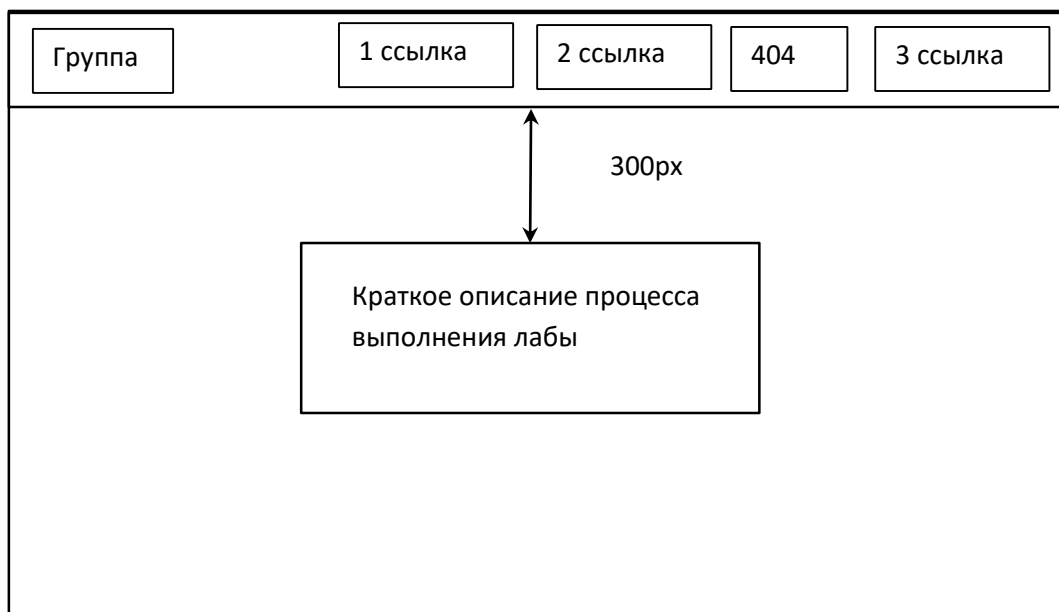 Группа
1 ссылка
2 ссылка
404
3 ссылка
300px
Краткое описание процесса
выполнения лабы